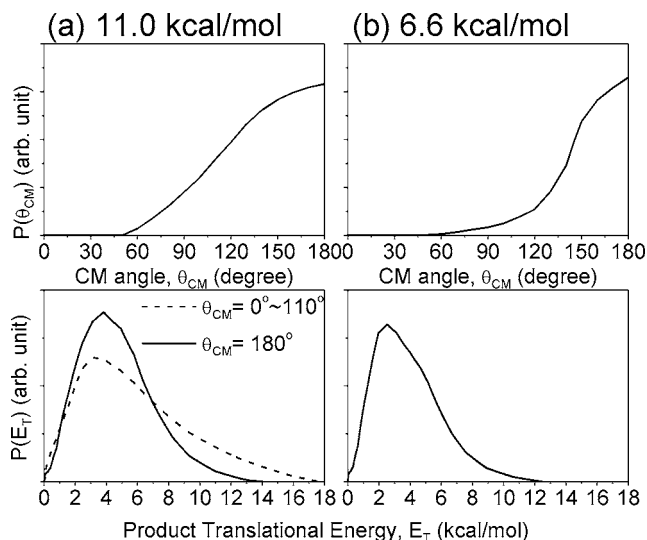 (a) 11.0 kcal/mol
(b) 6.6 kcal/mol
P(θCM) (arb. unit)
0 30 60 90 120 150 180
0 30 60 90 120 150 180
CM angle, θCM (degree)
CM angle, θCM (degree)
P(ET) (arb. unit)
θCM= 0°~110°
θCM= 180°
0 2 4 6 8 10 12 14 16 18
0 2 4 6 8 10 12 14 16 18
Product Translational Energy, ET (kcal/mol)